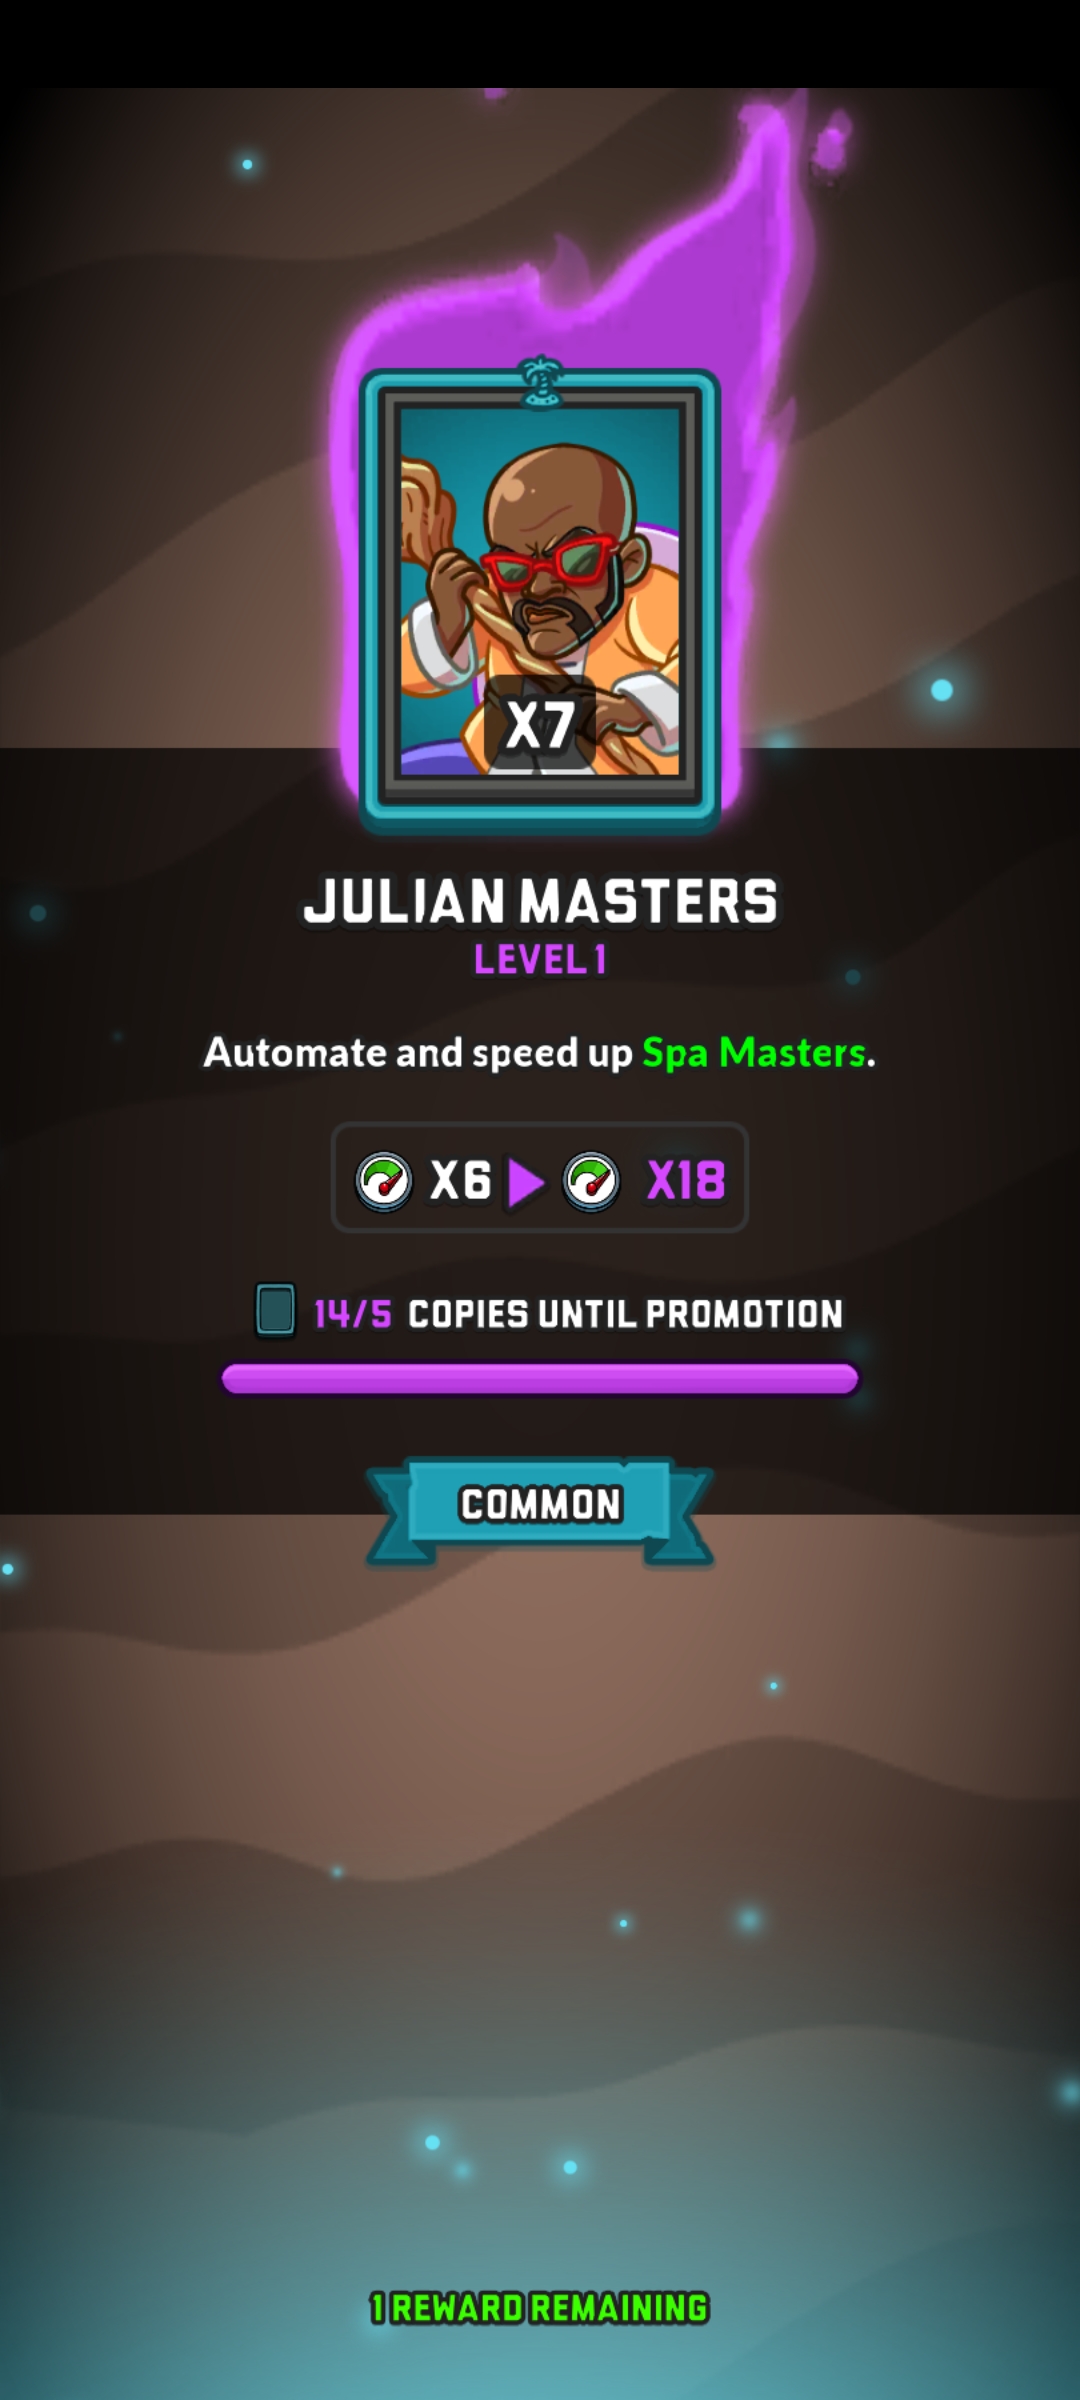 X7
JULIAN MASTERS
LEVEL 1
Automate and speed up Spa Masters.
X6 X18
14/5 COPIES UNTIL PROMOTION
COMMON
1 REWARD REMAINING